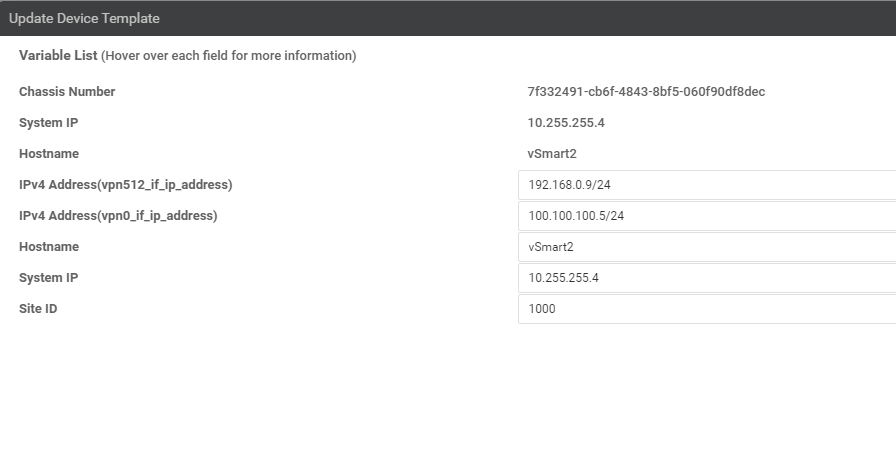 Update Device Template
Variable List (Hover over each field for more information)
Chassis Number 7f332491-cb6f-4843-8bf5-060f90df8dec
System IP 10.255.255.4
Hostname vSmart2
IPv4 Address(vpn512_if_ip_address) 192.168.0.9/24
IPv4 Address(vpn0_if_ip_address) 100.100.100.5/24
Hostname vSmart2
System IP 10.255.255.4
Site ID 1000